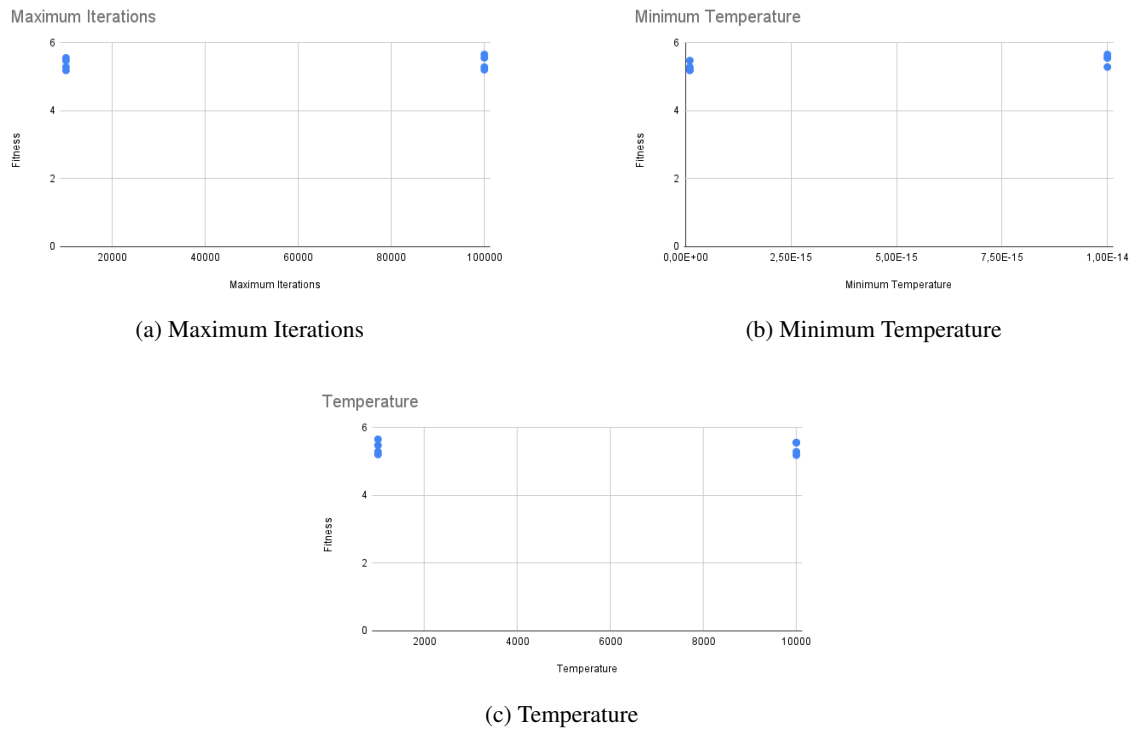 Maximum Iterations
6
4
2
0
Fitness
20000 40000 60000 80000 100000
Maximum Iterations
(a) Maximum Iterations
Minimum Temperature
6
4
2
0
Fitness
0,00E+00 2,50E-15 5,00E-15 7,50E-15 1,00E-14
Minimum Temperature
(b) Minimum Temperature
Temperature
6
4
2
0
Fitness
2000 4000 6000 8000 10000
Temperature
(c) Temperature